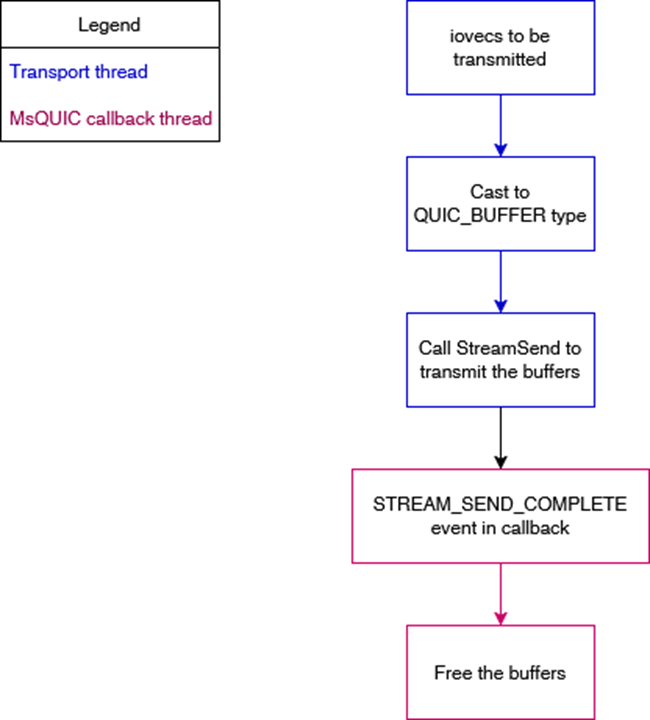 Legend
Transport thread
MsQUIC callback thread
iovecs to be
transmitted
Cast to
QUIC_BUFFER type
Call StreamSend to
transmit the buffers
STREAM_SEND_COMPLETE
event in callback
Free the buffers